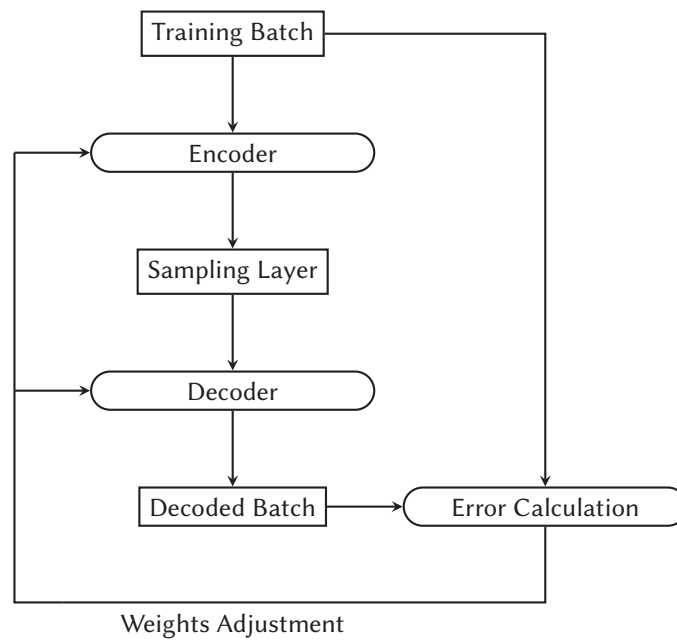 Training Batch
Encoder
Sampling Layer
Decoder
Decoded Batch
Error Calculation
Weights Adjustment